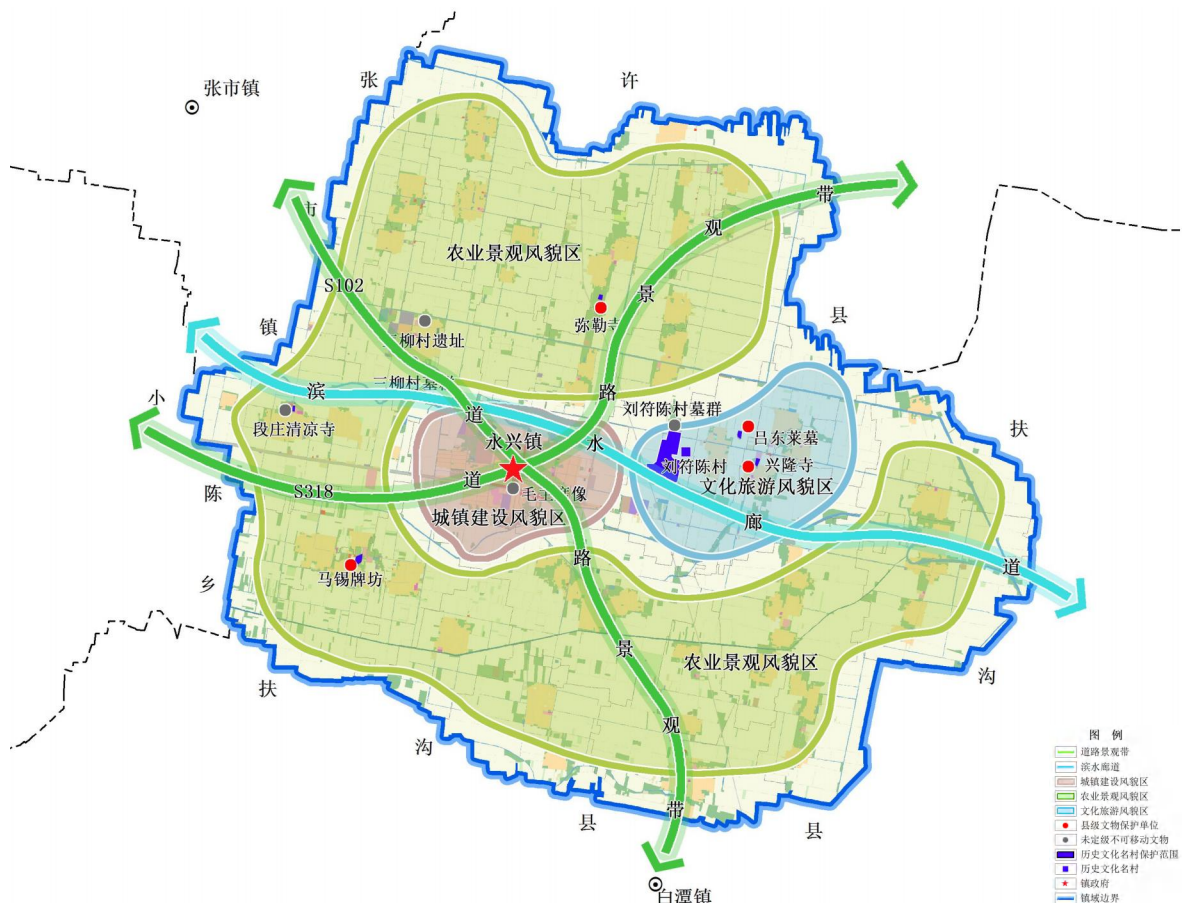 张市镇
张
许
市
镇
县
小
陈
乡
扶
沟
县
扶
沟
县
农业景观风貌区
S102
弥勒寺
柳村遗址
二柳村墓
段庄清凉寺
S318
道
路
景
观
带
道
路
景
观
带
滨
水
廊
道
永兴镇
城镇建设风貌区
刘符陈村墓群
吕东莱墓
刘符陈村
兴隆寺
文化旅游风貌区
马锡牌坊
农业景观风貌区
白潭镇
图 例
道路景观带
滨水廊道
城镇建设风貌区
农业景观风貌区
文化旅游风貌区
县级文物保护单位
未定级不可移动文物
历史文化名村保护范围
历史文化名村
镇政府
镇域边界